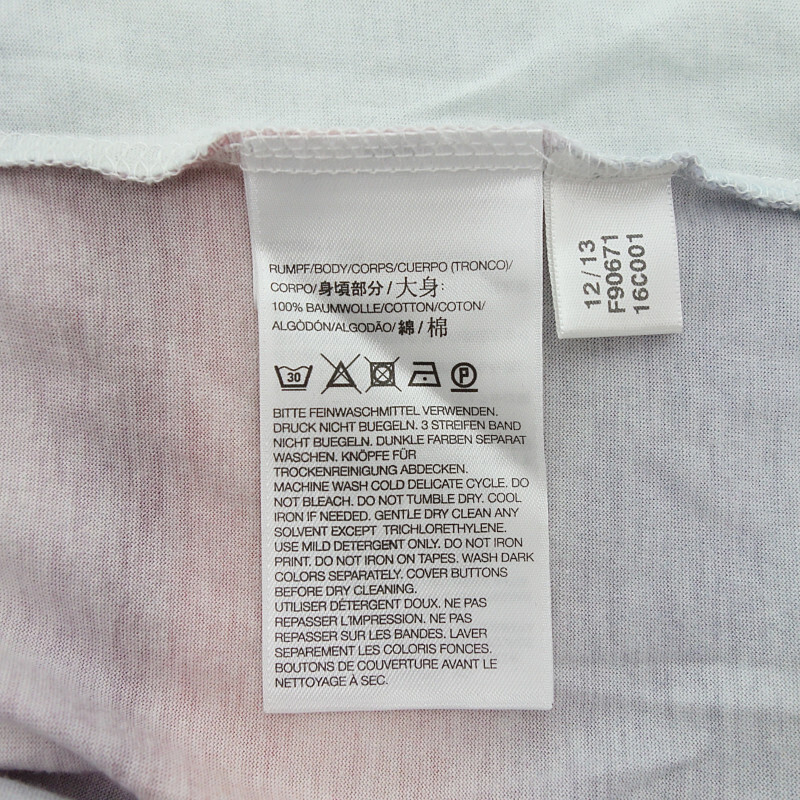 RUMPF/BODY/CORPS/CUERPO (TRONCO)/
CORPO/身頃部分/大身:
100% BAUMWOLLE/COTTON/COTON/
ALGÒDÓN/ALGODÃO/綿/棉
30
P
BITTE FEINWASCHMITTEL VERWENDEN.
DRUCK NICHT BUEGELN. 3 STREIFEN BAND
NICHT BUEGELN. DUNKLE FARBEN SEPARAT
WASCHEN. KNÖPFE FÜR
TROCKENREINIGUNG ABDECKEN.
MACHINE WASH COLD DELICATE CYCLE. DO
NOT BLEACH. DO NOT TUMBLE DRY. COOL
IRON IF NEEDED. GENTLE DRY CLEAN ANY
SOLVENT EXCEPT TRICHLORETHYLENE.
USE MILD DETERGENT ONLY. DO NOT IRON
PRINT. DO NOT IRON ON TAPES. WASH DARK
COLORS SEPARATELY. COVER BUTTONS
BEFORE DRY CLEANING.
UTILISER DÉTERGENT DOUX. NE PAS
REPASSER L'IMPRESSION. NE PAS
REPASSER SUR LES BANDES. LAVER
SEPARÉMENT LES COLORIS FONCES.
BOUTONS DE COUVERTURE AVANT LE
NETTOYAGE À SEC.
12/13
F90671
16C001